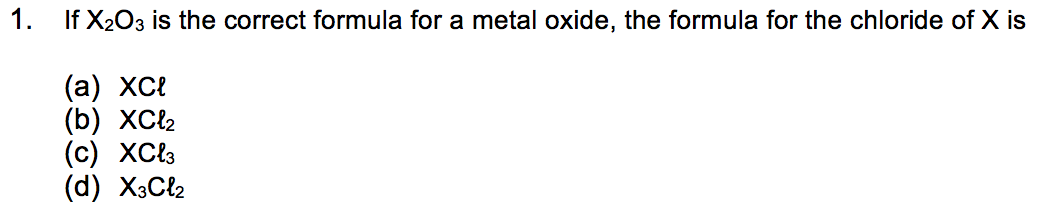 1. If X₂O₃ is the correct formula for a metal oxide, the formula for the chloride of X is
(a) XCℓ
(b) XCℓ₂
(c) XCℓ₃
(d) X₃Cℓ₂